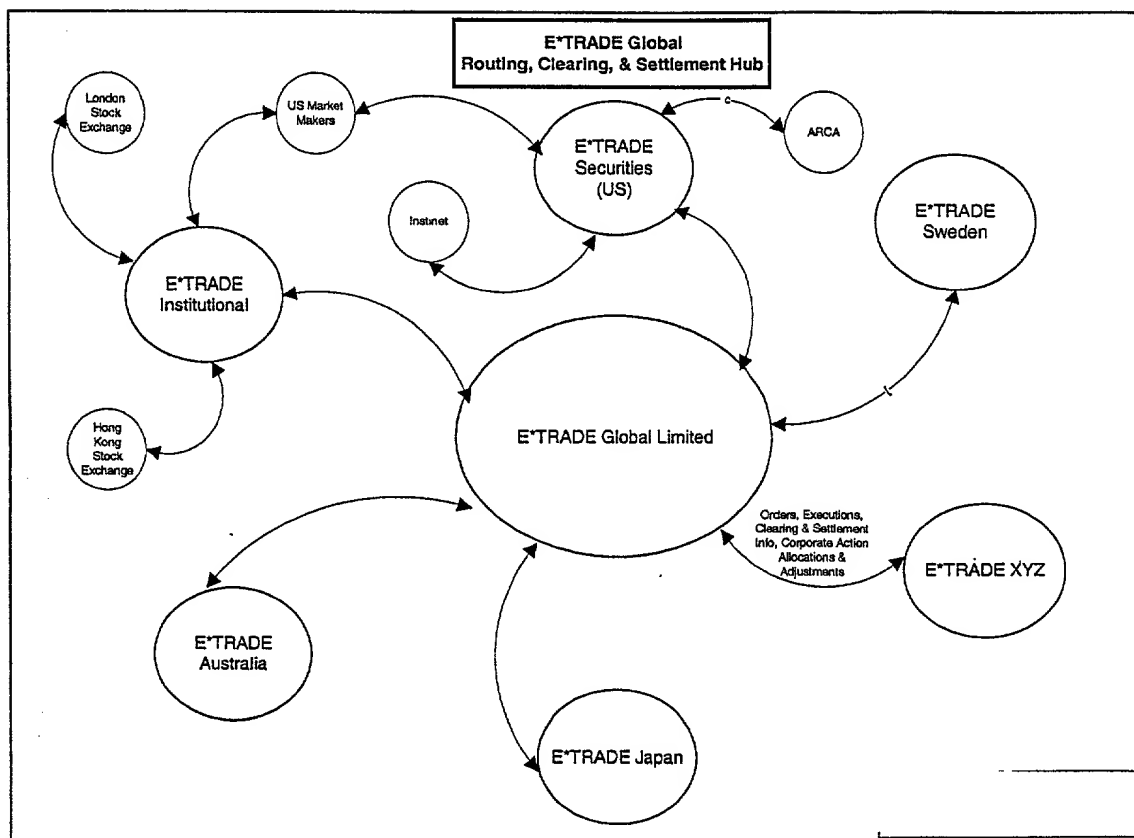 E*TRADE Global
Routing, Clearing, & Settlement Hub
London
Stock
Exchange
US Market
Makers
E*TRADE
Securities
(US)
ARCA
Instinet
E*TRADE
Sweden
E*TRADE
Institutional
Hong
Kong
Stock
Exchange
E*TRADE Global Limited
Orders, Executions,
Clearing & Settlement
Info, Corporate Action
Allocations &
Adjustments
E*TRADE XYZ
E*TRADE
Australia
E*TRADE Japan